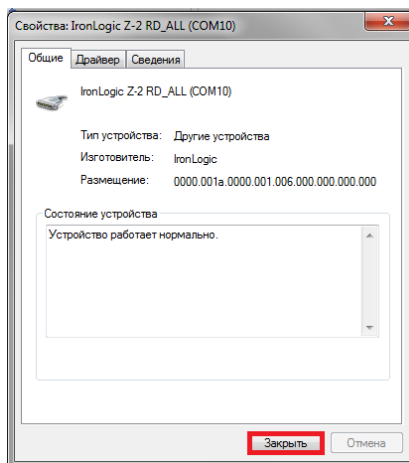 Свойства: IronLogic Z-2 RD_ALL (COM10)
Общие Драйвер Сведения
IronLogic Z-2 RD_ALL (COM10)
Тип устройства: Другие устройства
Изготовитель: IronLogic
Размещение: 0000.001a.0000.001.006.000.000.000.000
Состояние устройства
Устройство работает нормально.
Закрыть Отмена